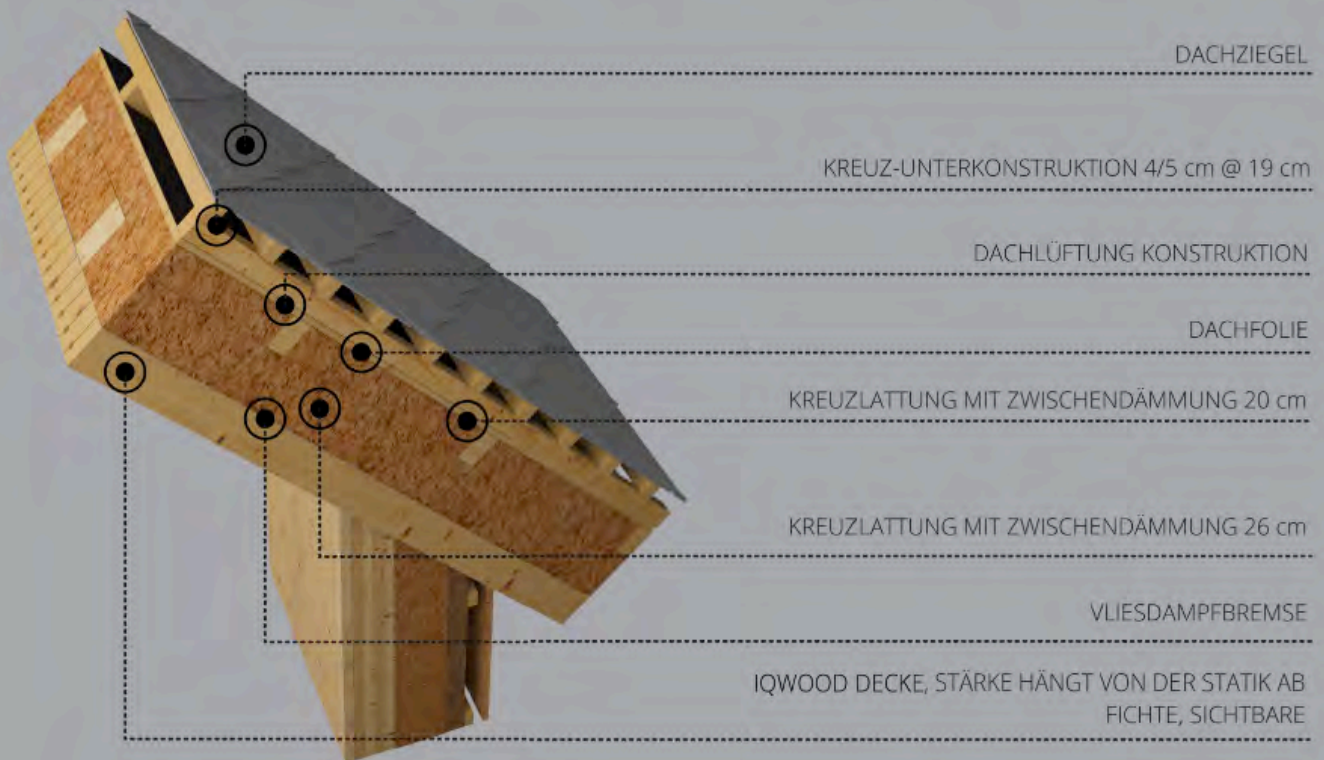 DACHZIEGEL
KREUZ-UNTERKONSTRUKTION 4/5 cm @ 19 cm
DACHLÜFTUNG KONSTRUKTION
DACHFOLIE
KREUZLATTUNG MIT ZWISCHENDÄMMUNG 20 cm
KREUZLATTUNG MIT ZWISCHENDÄMMUNG 26 cm
VLIESDAMPFBREMSE
IQWOOD DECKE, STÄRKE HÄNGT VON DER STATIK AB
FICHTE, SICHTBARE